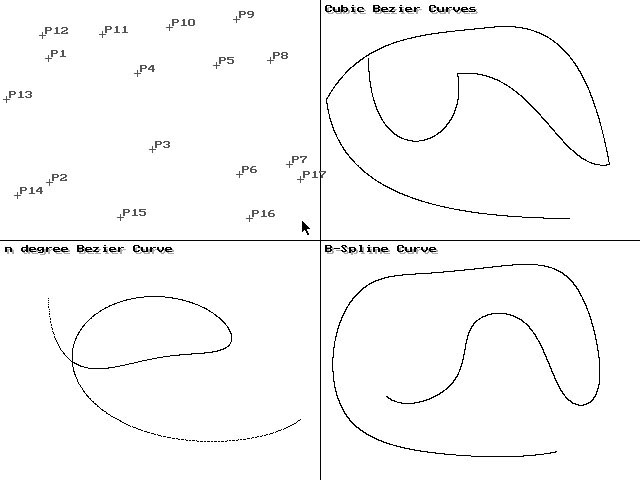 P9
Cubic Bezier Curves
P12
P11
P10
P1
P4
P5
P8
P13
P3
P7
P6
P17
P2
P14
P15
P16
n degree Bezier Curve
B-Spline Curve